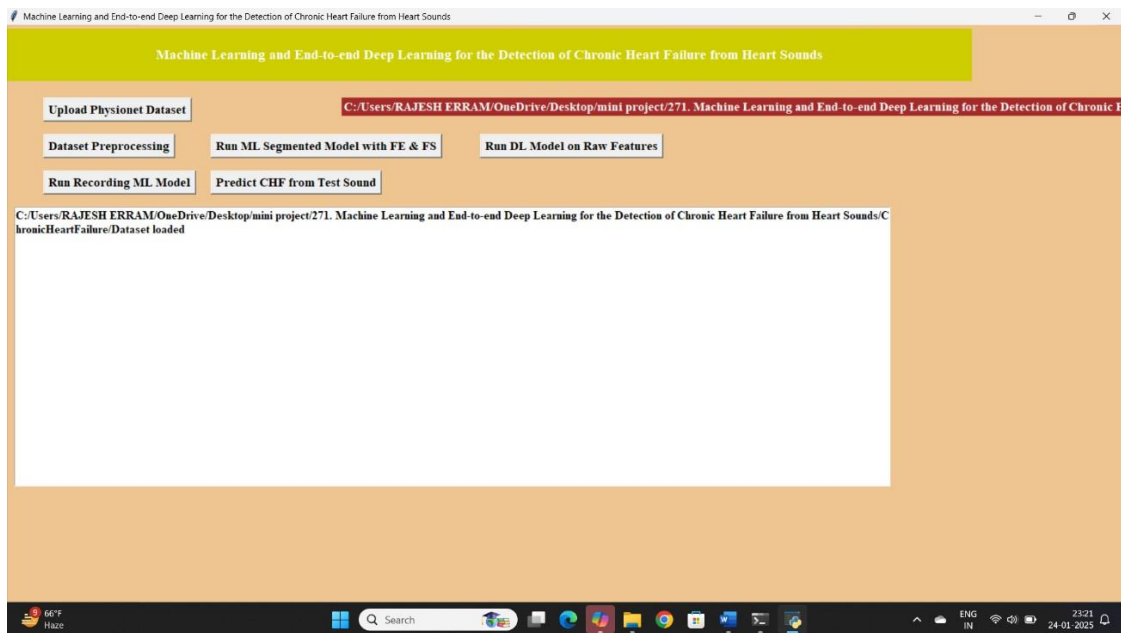 Machine Learning and End-to-end Deep Learning for the Detection of Chronic Heart Failure from Heart Sounds
Machine Learning and End-to-end Deep Learning for the Detection of Chronic Heart Failure from Heart Sounds
Upload Physionet Dataset
C:/Users/RAJESH ERRAM/OneDrive/Desktop/mini project/271. Machine Learning and End-to-end Deep Learning for the Detection of Chronic H
Dataset Preprocessing
Run ML Segmented Model with FE & FS
Run DL Model on Raw Features
Run Recording ML Model
Predict CHF from Test Sound
C:/Users/RAJESH ERRAM/OneDrive/Desktop/mini project/271. Machine Learning and End-to-end Deep Learning for the Detection of Chronic Heart Failure from Heart Sounds/C
hronicHeartFailure/Dataset loaded
9
66°F
Haze
Search
ENG
IN
23:21
24-01-2025